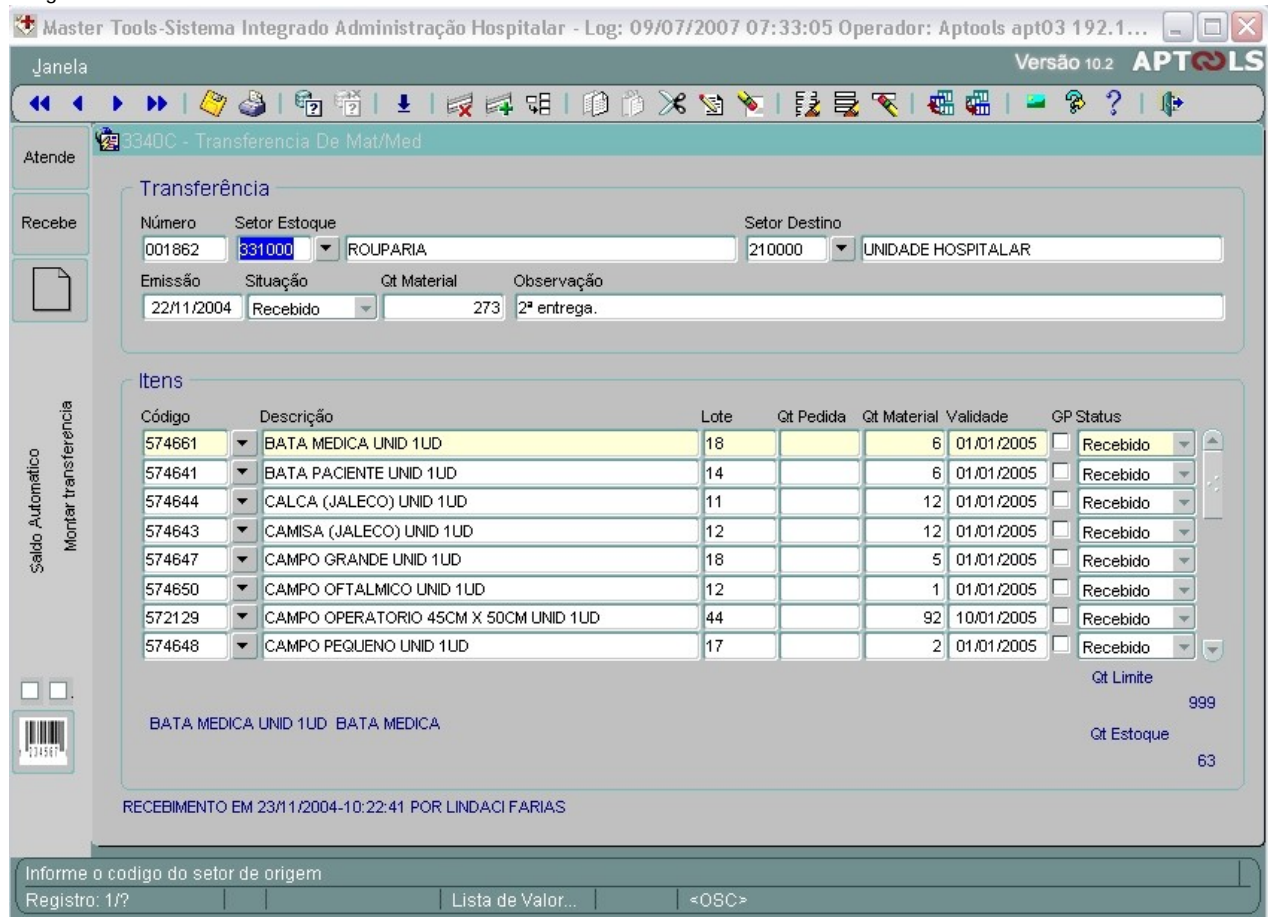 Master Tools-Sistema Integrado Administração Hospitalar - Log: 09/07/2007 07:33:05 Operador: Aptools apt03 192.1...
Janela Versão 10.2 APTOOLS
3340C - Transferencia De Mat/Med
Atende
Recebe
Saldo Automatico
Montar transferencia
Transferência
Número Setor Estoque Setor Destino
001862 331000 ROUPARIA 210000 UNIDADE HOSPITALAR
Emissão Situação Qt Material Observação
22/11/2004 Recebido 273 2ª entrega.
Itens
Código Descrição Lote Qt Pedida Qt Material Validade GP Status
574661 BATA MEDICA UNID 1UD 18 6 01/01/2005 Recebido
574641 BATA PACIENTE UNID 1UD 14 6 01/01/2005 Recebido
574644 CALCA (JALECO) UNID 1UD 11 12 01/01/2005 Recebido
574643 CAMISA (JALECO) UNID 1UD 12 12 01/01/2005 Recebido
574647 CAMPO GRANDE UNID 1UD 18 5 01/01/2005 Recebido
574650 CAMPO OFTALMICO UNID 1UD 12 1 01/01/2005 Recebido
572129 CAMPO OPERATORIO 45CM X 50CM UNID 1UD 44 92 10/01/2005 Recebido
574648 CAMPO PEQUENO UNID 1UD 17 2 01/01/2005 Recebido
Qt Limite
999
BATA MEDICA UNID 1UD BATA MEDICA
Qt Estoque
63
RECEBIMENTO EM 23/11/2004-10:22:41 POR LINDACI FARIAS
Informe o codigo do setor de origem
Registro: 1/? Lista de Valor... <OSC>